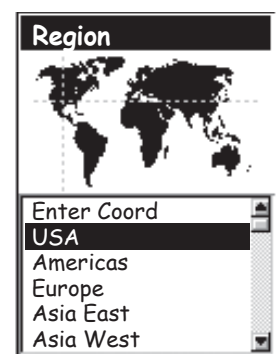 Region
Enter Coord
USA
Americas
Europe
Asia East
Asia West